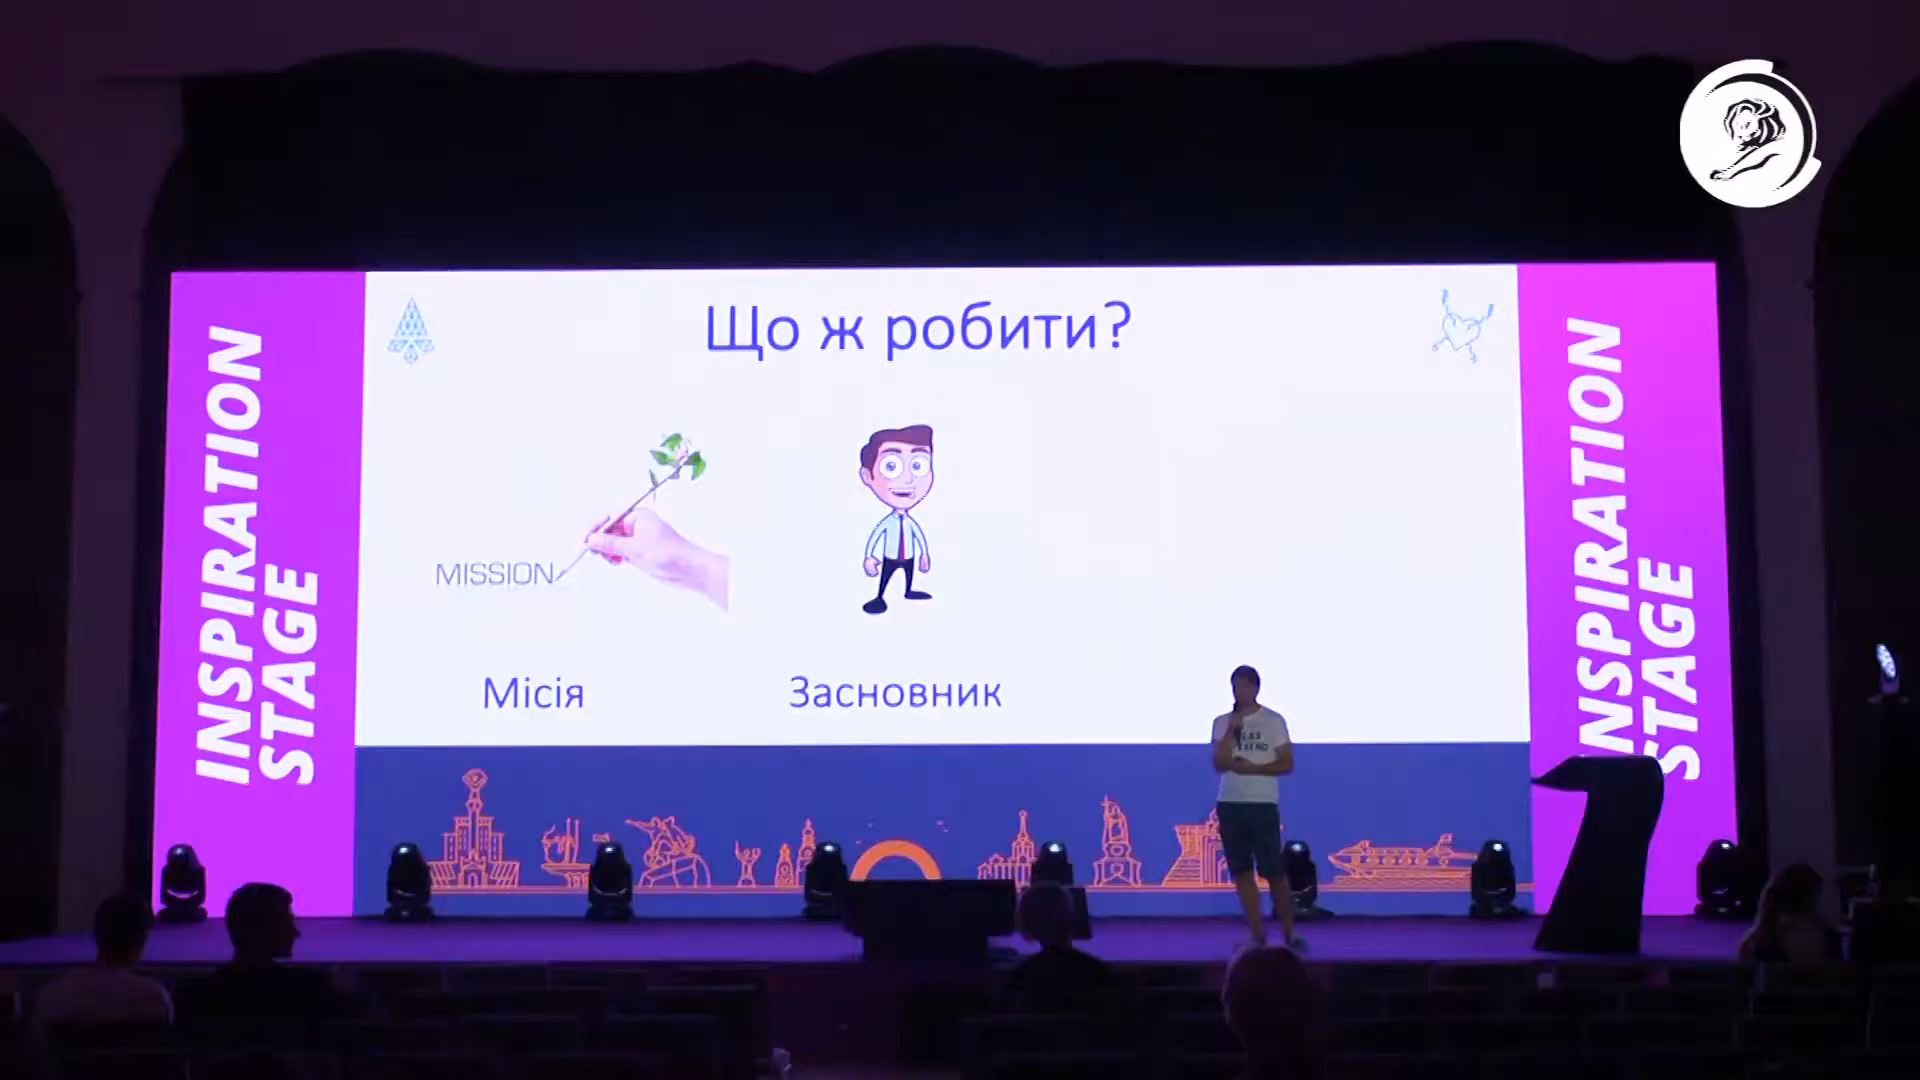 INSPIRATION
STAGE
Що ж робити?
MISSION
Місія
Засновник
INSPIRATION
STAGE